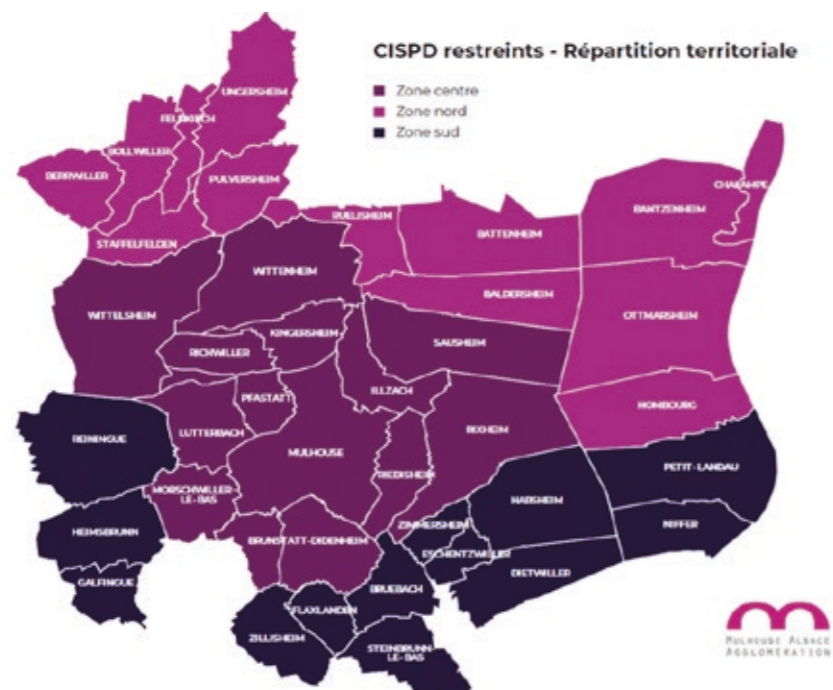 CISPD restreints - Répartition territoriale
Zone centre
Zone nord
Zone sud
UNGERSHEIM
FELDKIRCH
BOLLWILLER
BERRWILLER
PULVERSHEIM
STAFFELFELDEN
RUELISHEIM
BATTENHEIM
BANTZENHEIM
CHALAMPE
WITTENHEIM
BALDERSHEIM
WITTELSHEIM
OTTMARSHEIM
KINGERSHEIM
SAUSHEIM
RICHWILLER
ILLZACH
PFASTATT
HOMBOURG
REININGUE
LUTTERBACH
MULHOUSE
RIXHEIM
RIEDISHEIM
PETIT-LANDAU
MORSCHWILLER-
LE-BAS
HABSHEIM
HEIMSBRUNN
ZIMMERSHEIM
NIFFER
BRUNSTATT-DIDENHEIM
ESCHENTZWILLER
DIETWILLER
GALFINGUE
BRUEBACH
FLAXLANDEN
ZILLISHEIM
STEINBRUNN-
LE-BAS
MULHOUSE ALSACE
AGGLOMÉRATION